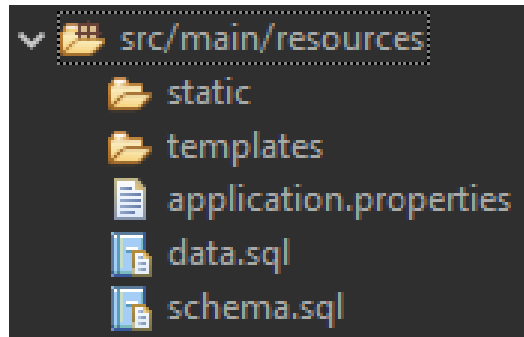 src/main/resources
static
templates
application.properties
data.sql
schema.sql